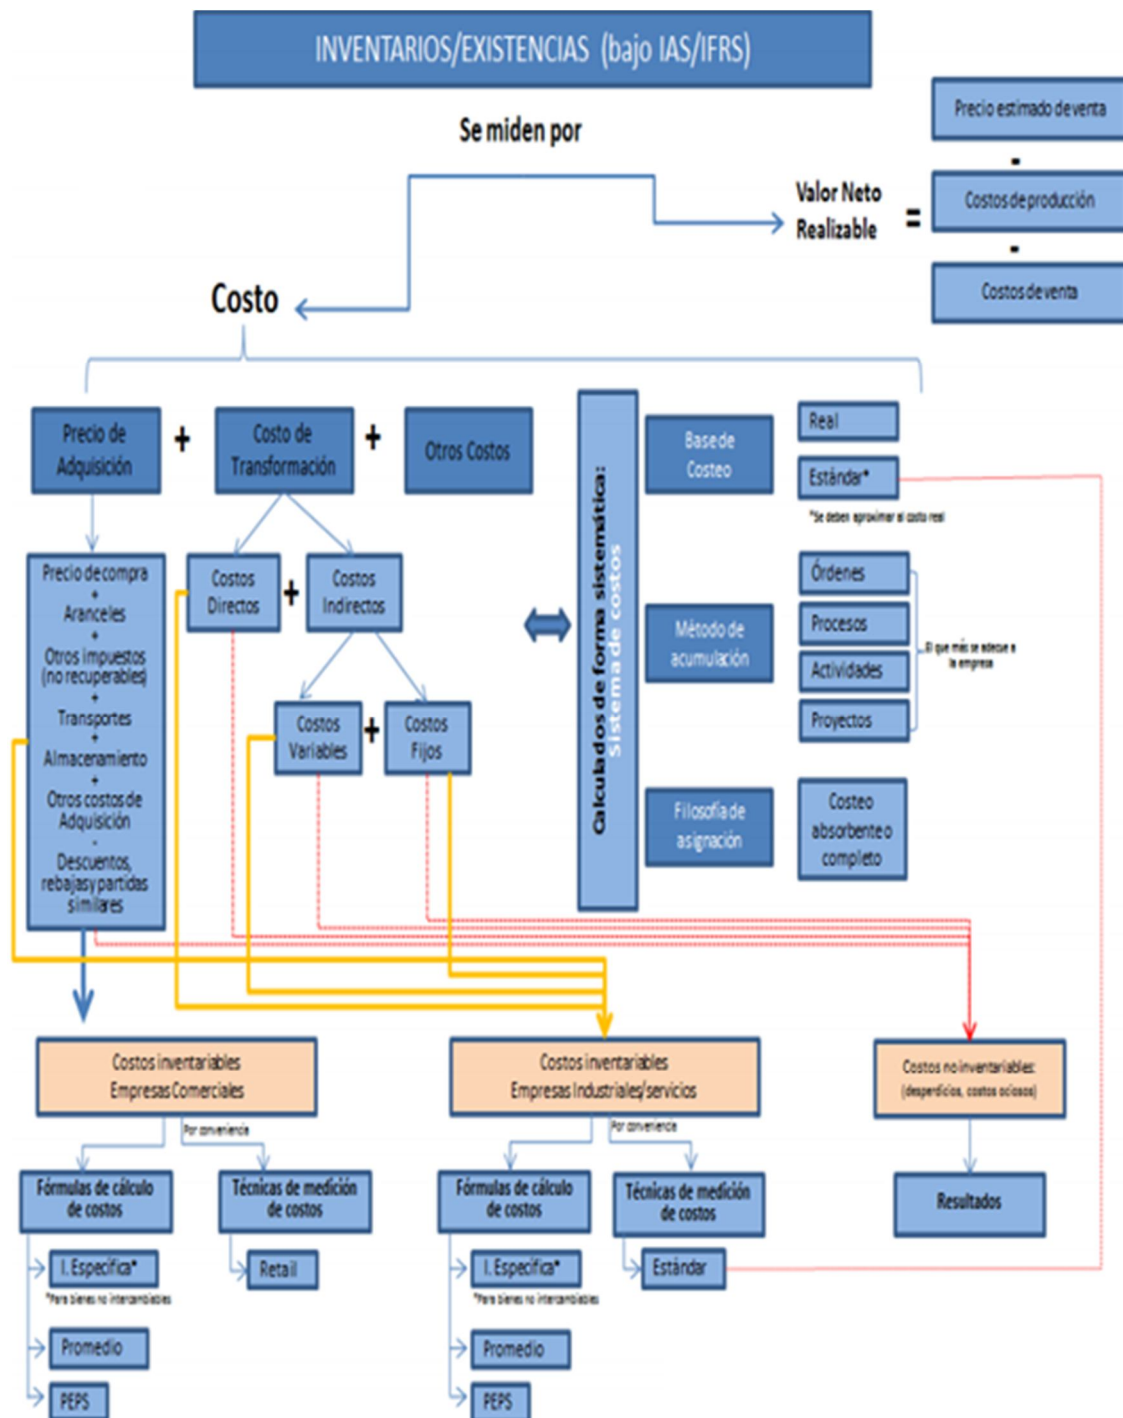 INVENTARIOS/EXISTENCIAS (bajo IAS/IFRS)
Se miden por
Precio estimado de venta
-
Valor Neto
Realizable
=
Costos de producción
-
Costos de venta
Costo
Precio de
Adquisición
+
Costo de
Transformación
+
Otros Costos
Precio de compra
+
Aranceles
+
Otros impuestos
(no recuperables)
+
Transportes
+
Almacenamiento
+
Otros costos de
Adquisición
-
Descuentos,
rebajas y partidas
similares
Costos
Directos
+
Costos
Indirectos
Costos
Variables
+
Costos
Fijos
Calculados de forma sistemática:
Sistema de costos
Base de
Costeo
Real
Estándar*
*Se deben aproximar al costo real
Método de
acumulación
Órdenes
Procesos
Actividades
Proyectos
El que más se adecue a
la empresa
Filosofía de
asignación
Costeo
absorbente o
completo
Costos inventariables
Empresas Comerciales
Por conveniencia
Fórmulas de cálculo
de costos
I. Específica*
*Para bienes no intercambiables
Promedio
PEPS
Técnicas de medición
de costos
Retail
Costos inventariables
Empresas Industriales/servicios
Por conveniencia
Fórmulas de cálculo
de costos
I. Específica*
*Para bienes no intercambiables
Promedio
PEPS
Técnicas de medición
de costos
Estándar
Costos no inventariables:
(desperdicios, costos ociosos)
Resultados